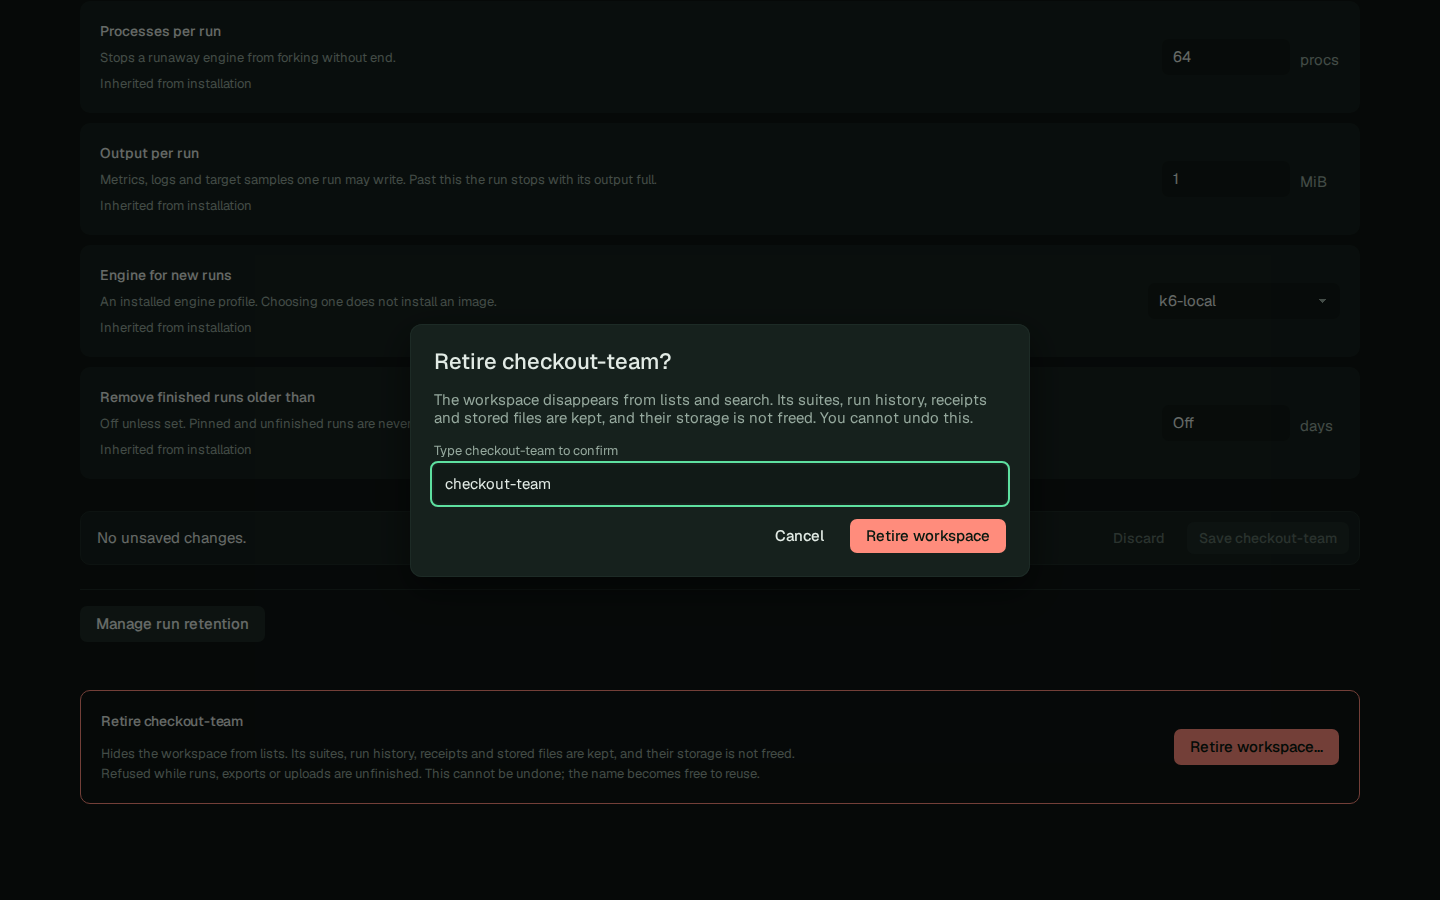 Processes per run
Stops a runaway engine from forking without end.
Inherited from installation
64
procs
Output per run
Metrics, logs and target samples one run may write. Past this the run stops with its output full.
Inherited from installation
1
MiB
Engine for new runs
An installed engine profile. Choosing one does not install an image.
Inherited from installation
k6-local
Remove finished runs older than
Off unless set. Pinned and unfinished runs are never
Inherited from installation
Off
days
Retire checkout-team?
The workspace disappears from lists and search. Its suites, run history, receipts
and stored files are kept, and their storage is not freed. You cannot undo this.
Type checkout-team to confirm
checkout-team
Cancel
Retire workspace
No unsaved changes.
Discard
Save checkout-team
Manage run retention
Retire checkout-team
Hides the workspace from lists. Its suites, run history, receipts and stored files are kept, and their storage is not freed.
Refused while runs, exports or uploads are unfinished. This cannot be undone; the name becomes free to reuse.
Retire workspace...